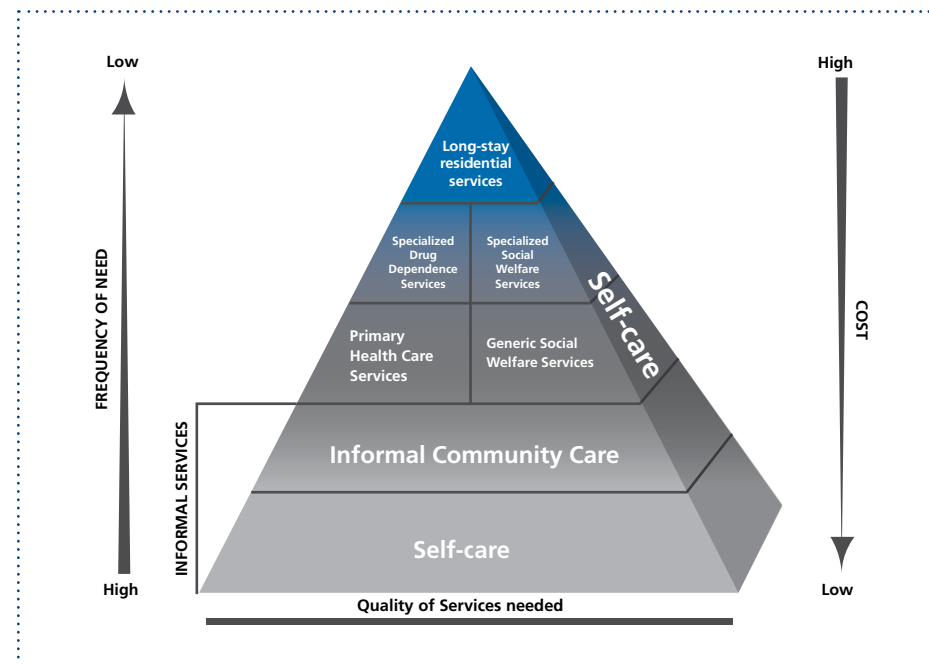 Low
High
Long-stay
residential
services
Specialized
Drug
Dependence
Services
Specialized
Social
Welfare
Services
Self-care
FREQUENCY OF NEED
COST
Primary
Health Care
Services
Generic Social
Welfare Services
INFORMAL SERVICES
Informal Community Care
Self-care
High
Low
Quality of Services needed